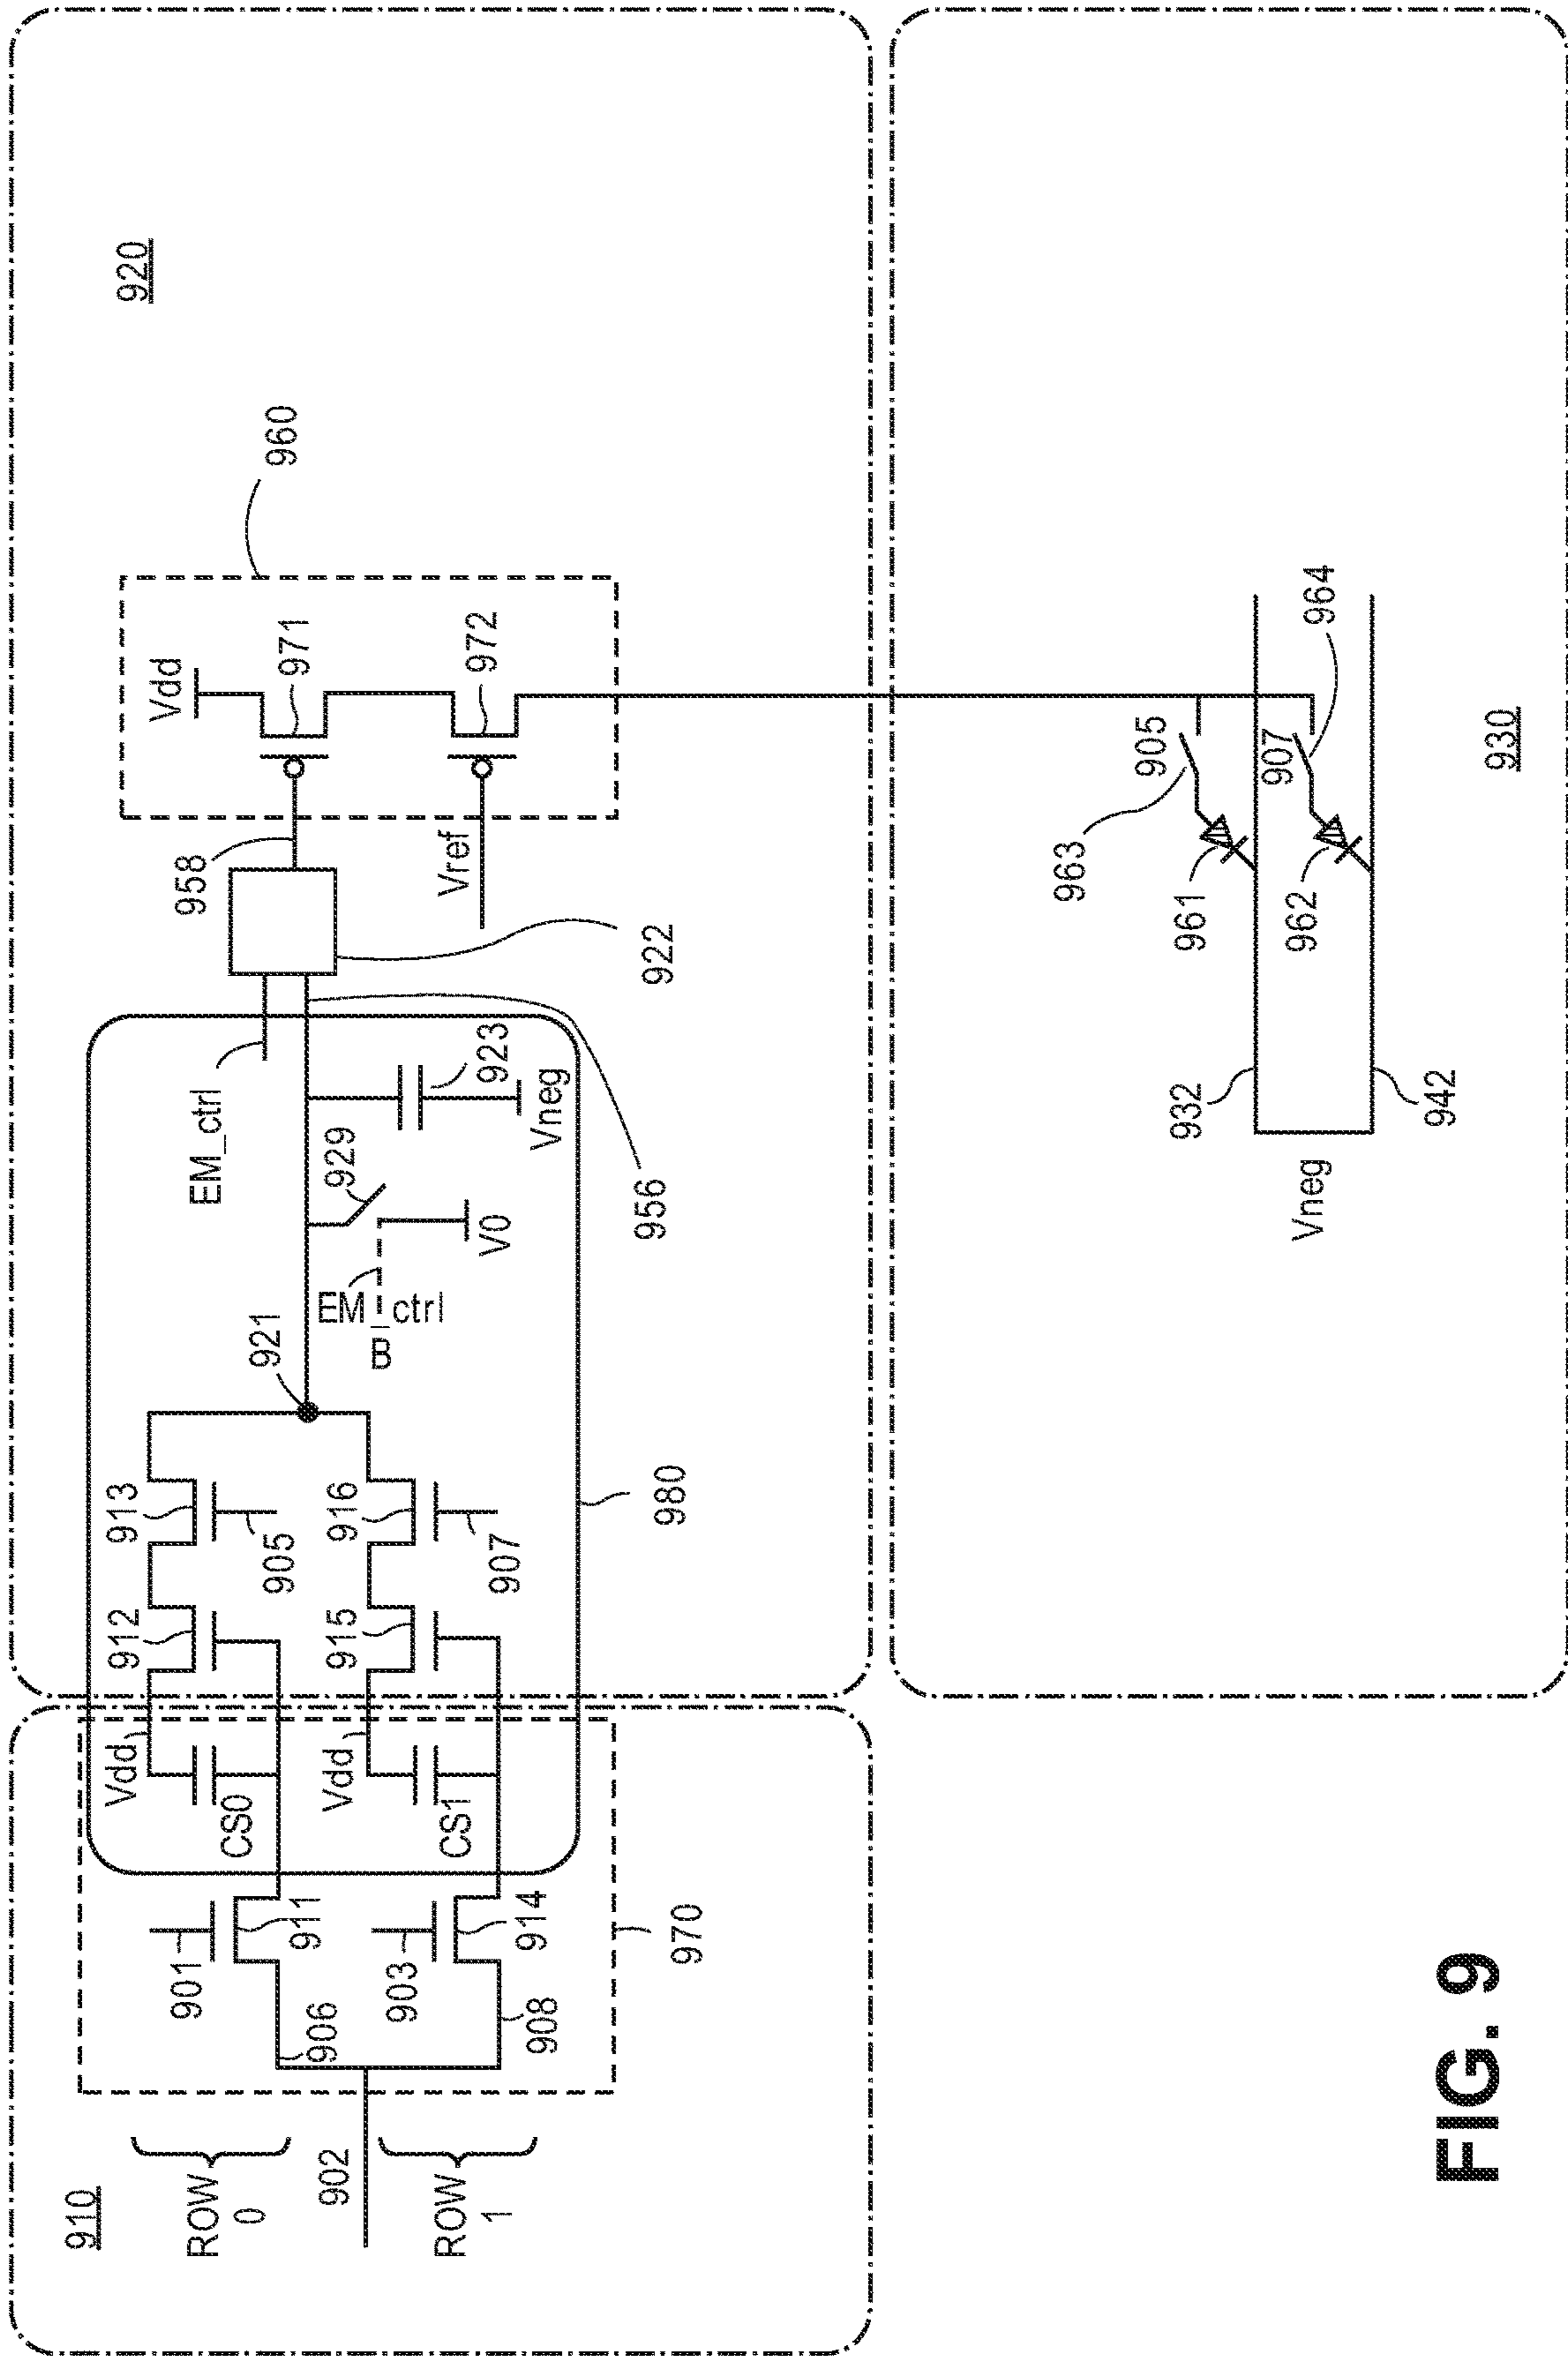 920
960
Vdd
971
972
958
Vref
922
EM_ctrl
923
Vneg
929
956
EM_ctrl
B
V0
921
913
905
916
907
980
912
915
Vdd
CS0
Vdd
CS1
901
911
906
903
914
908
970
910
ROW
0
902
ROW
1
905
963
961
907
964
962
932
942
Vneg
930
FIG. 9